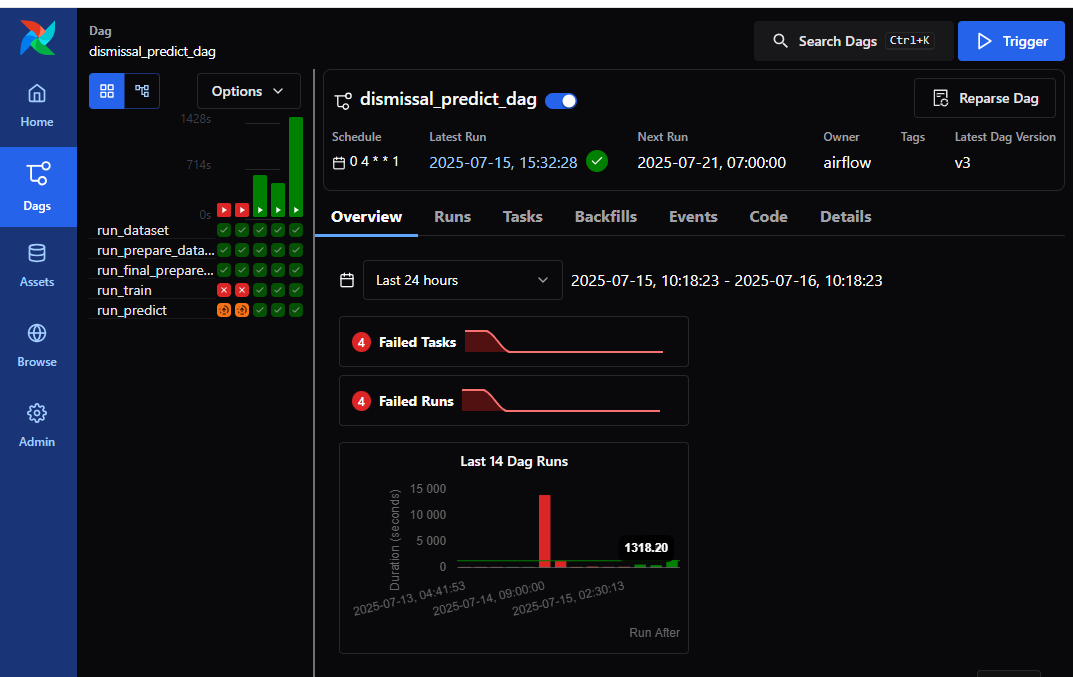 Home
Dags
Assets
Browse
Admin
Dag
dismissal_predict_dag
Search Dags Ctrl+K
Trigger
Options
1428s
714s
0s
run_dataset
run_prepare_data...
run_final_prepare...
run_train
run_predict
dismissal_predict_dag
Reparse Dag
Schedule Latest Run Next Run Owner Tags Latest Dag Version
0 4 * * 1 2025-07-15, 15:32:28 2025-07-21, 07:00:00 airflow v3
Overview Runs Tasks Backfills Events Code Details
Last 24 hours 2025-07-15, 10:18:23 - 2025-07-16, 10:18:23
4 Failed Tasks
4 Failed Runs
Last 14 Dag Runs
Duration (seconds)
15 000
10 000
5 000
0
1318.20
2025-07-13, 04:41:53
2025-07-14, 09:00:00
2025-07-15, 02:30:13
Run After